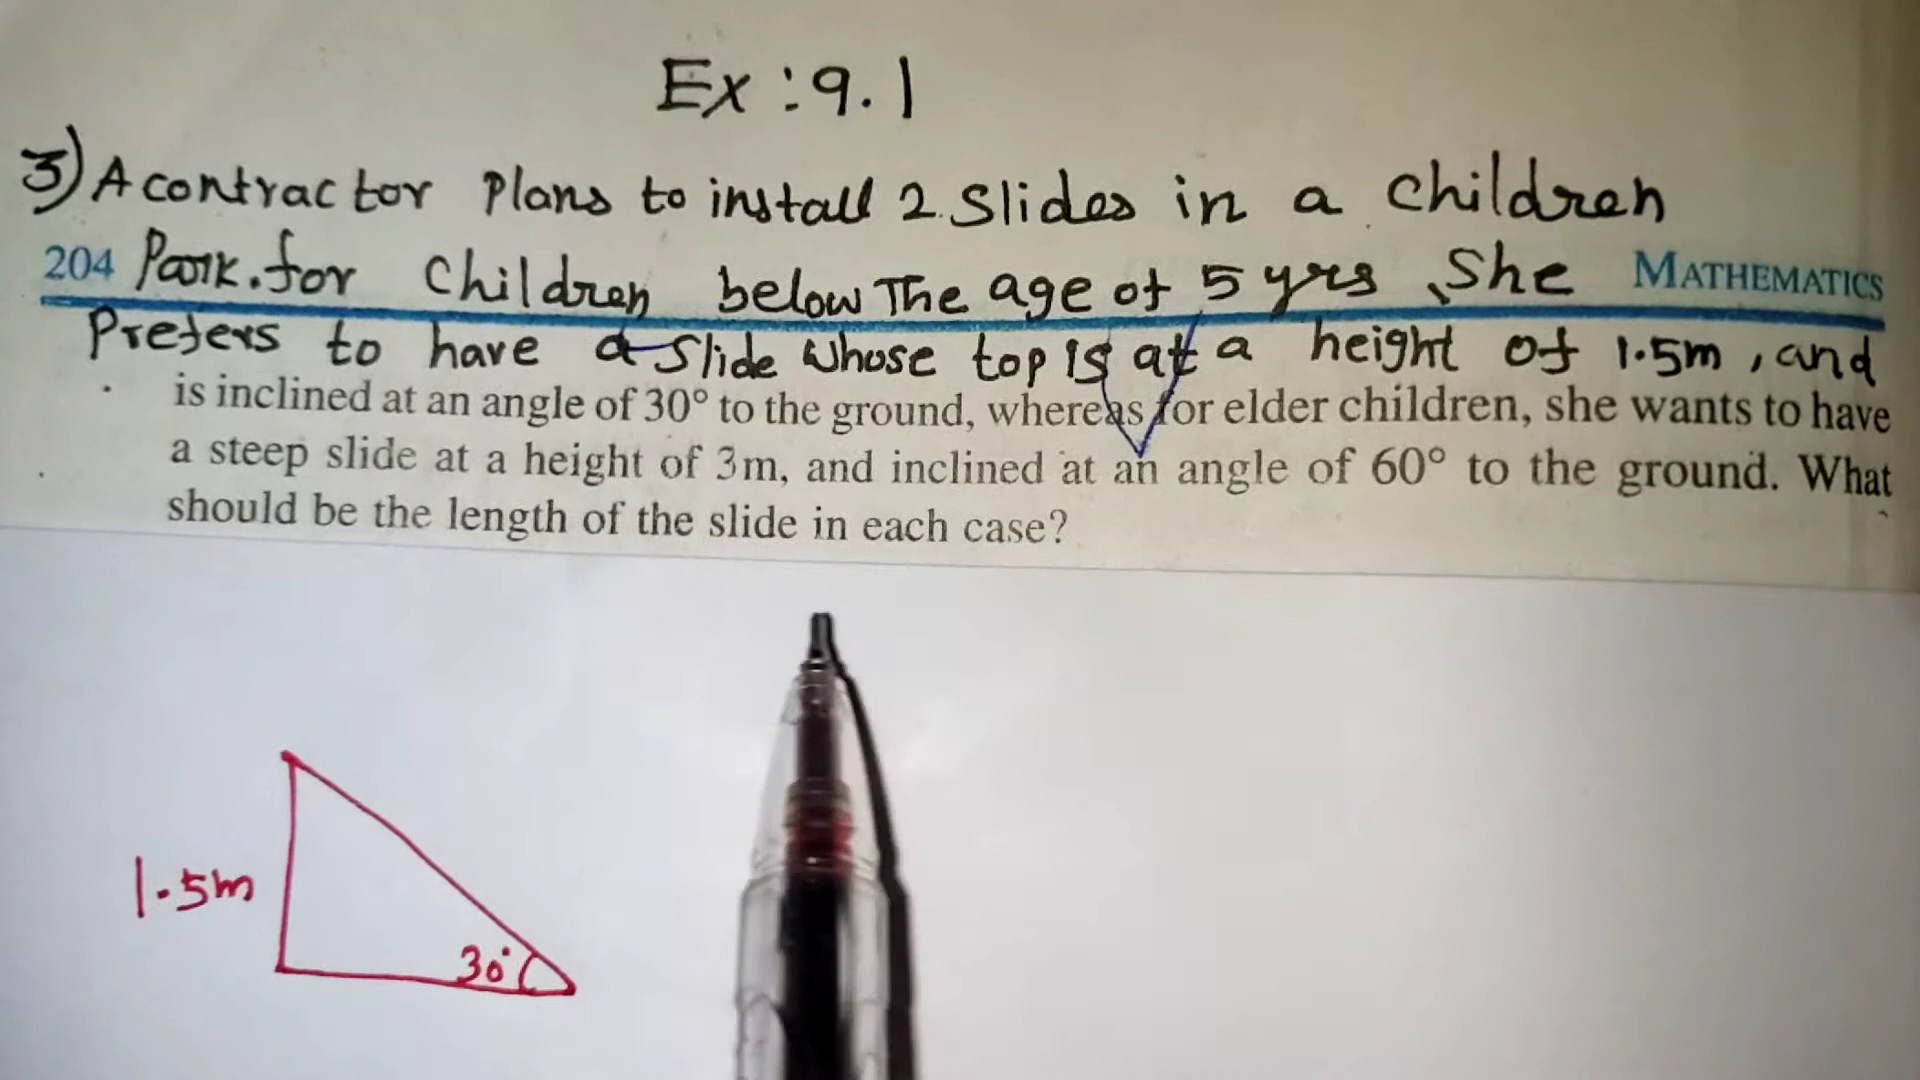 Ex : 9.1
3) A contractor Plans to install 2 Slides in a children
204 Park. for Children below The age of 5 yrs, She MATHEMATICS
Prefers to have a Slide whose top is at a height of 1.5m, and
is inclined at an angle of 30° to the ground, whereas for elder children, she wants to have
a steep slide at a height of 3m, and inclined at an angle of 60° to the ground. What
should be the length of the slide in each case?
1.5m
30°